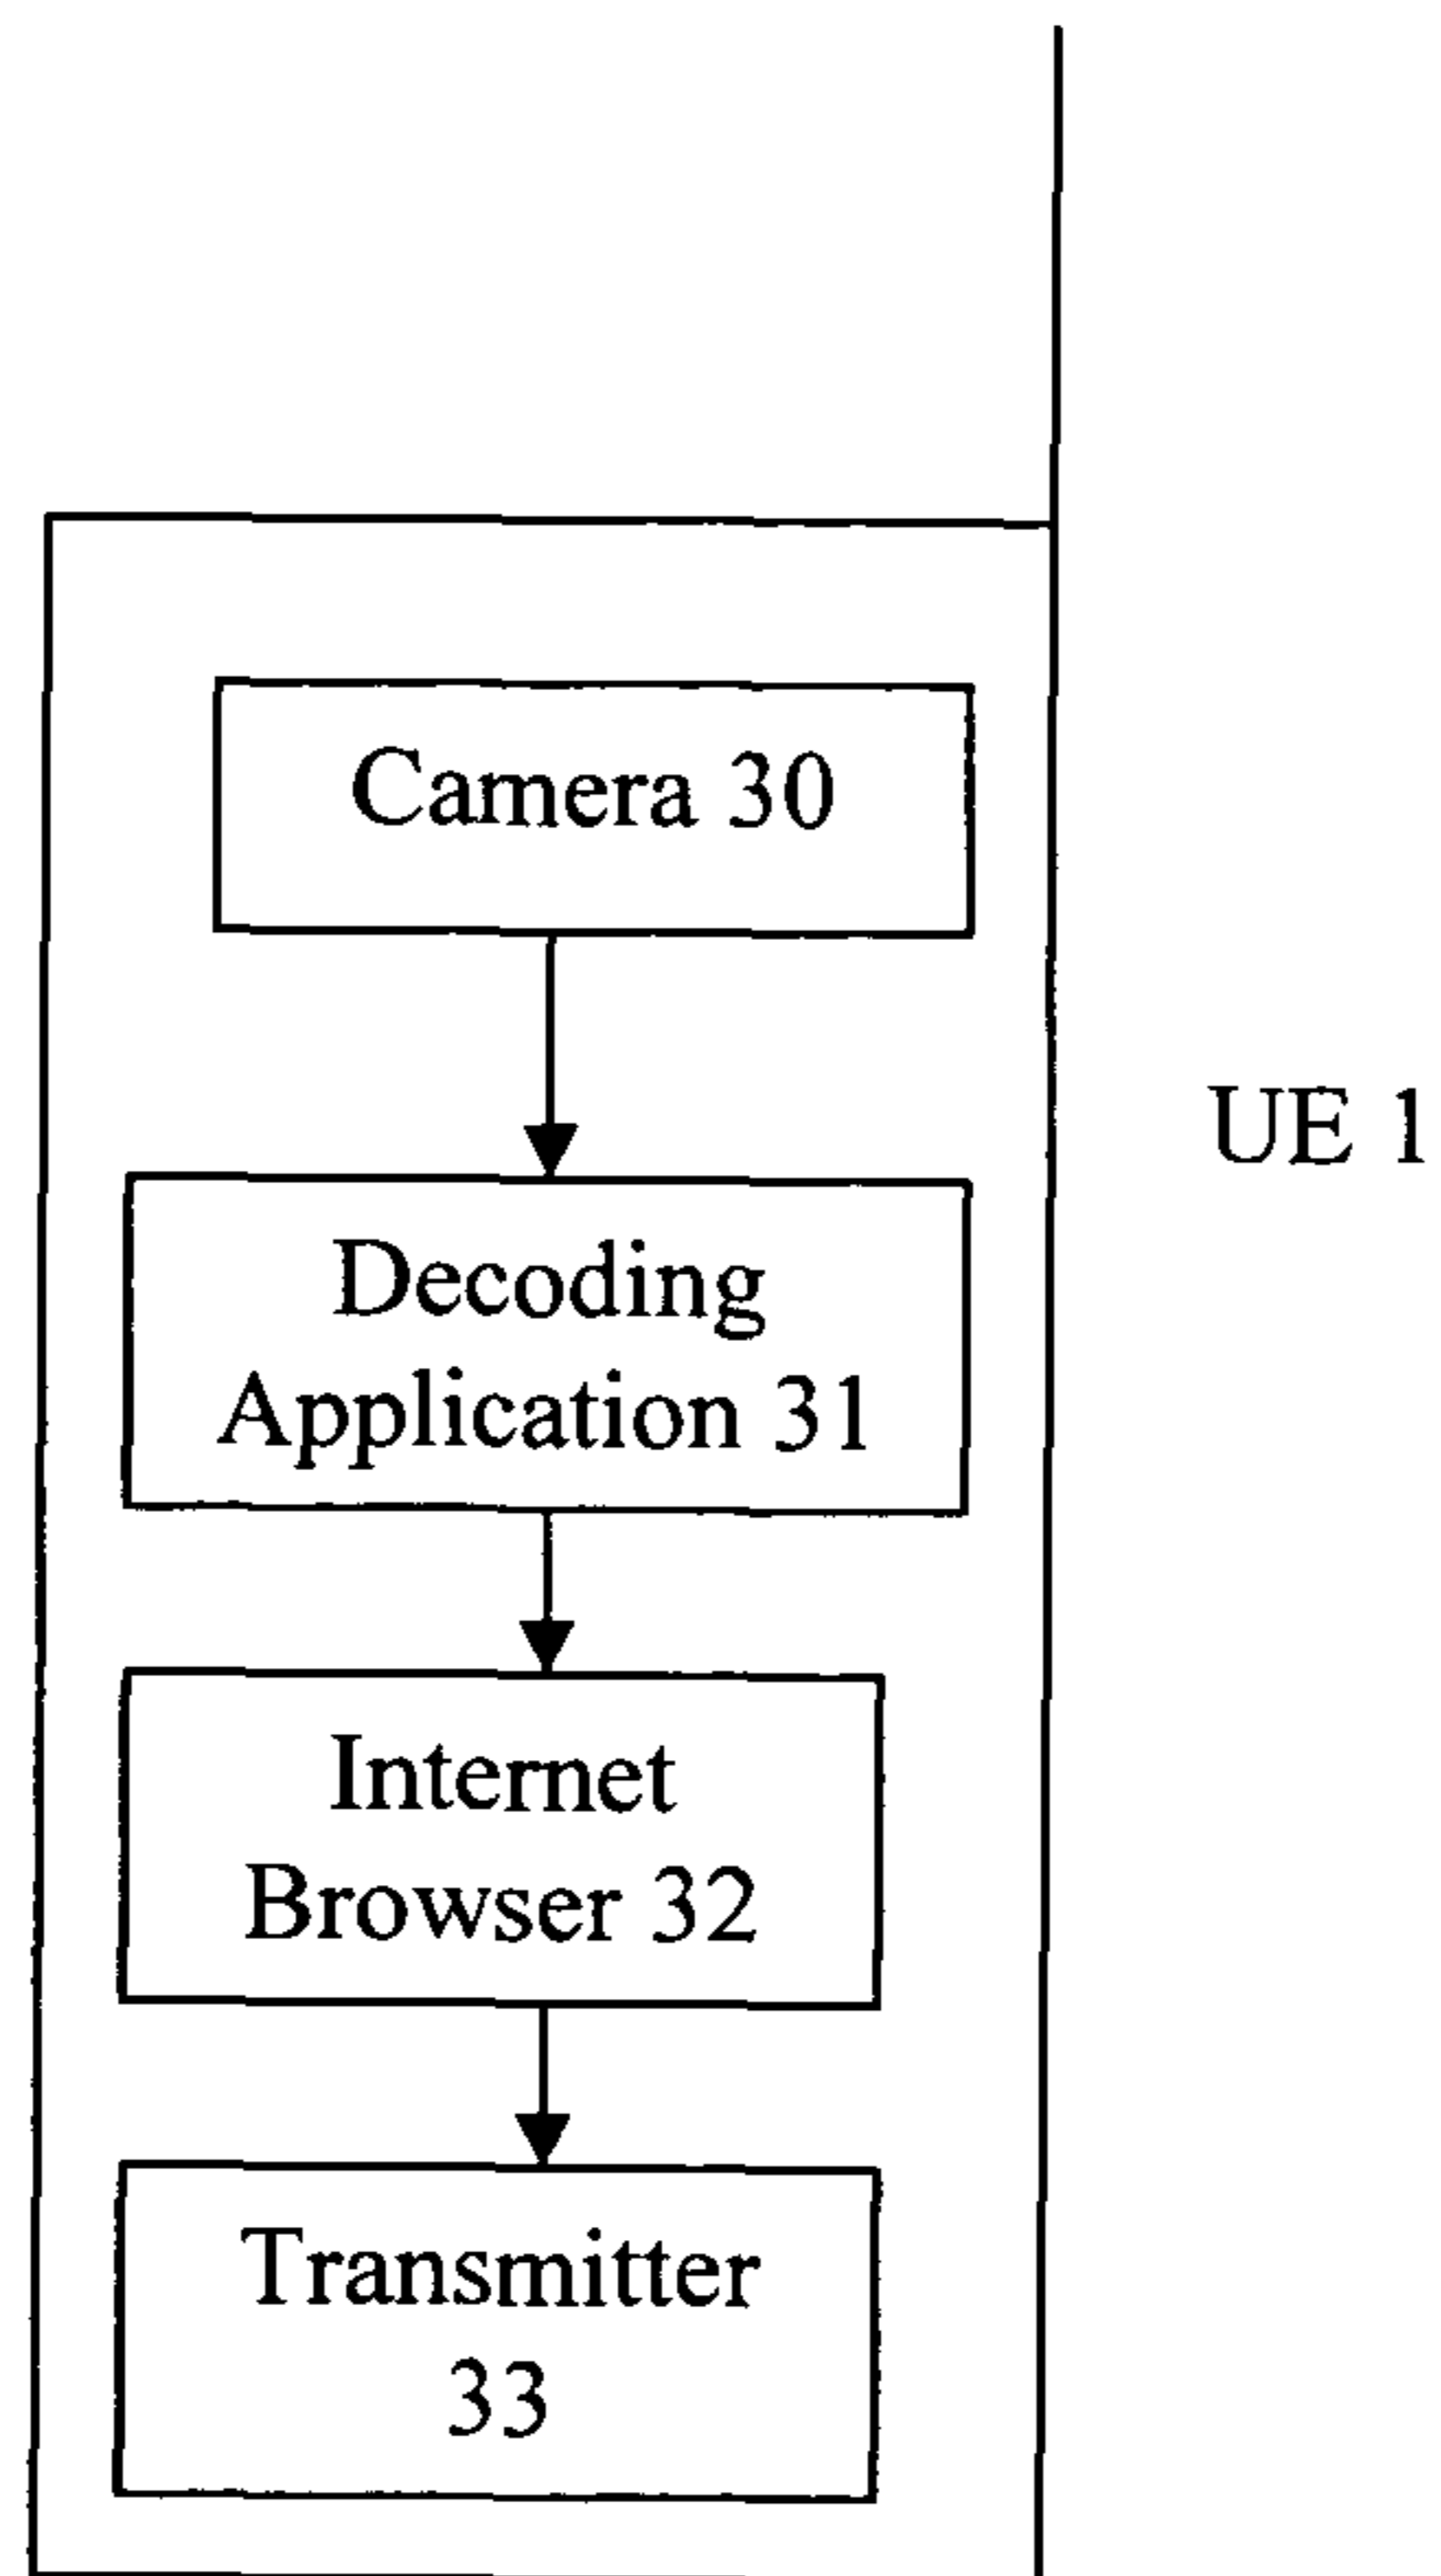 Camera 30
UE 1
Decoding
Application 31
Internet
Browser 32
Transmitter
33